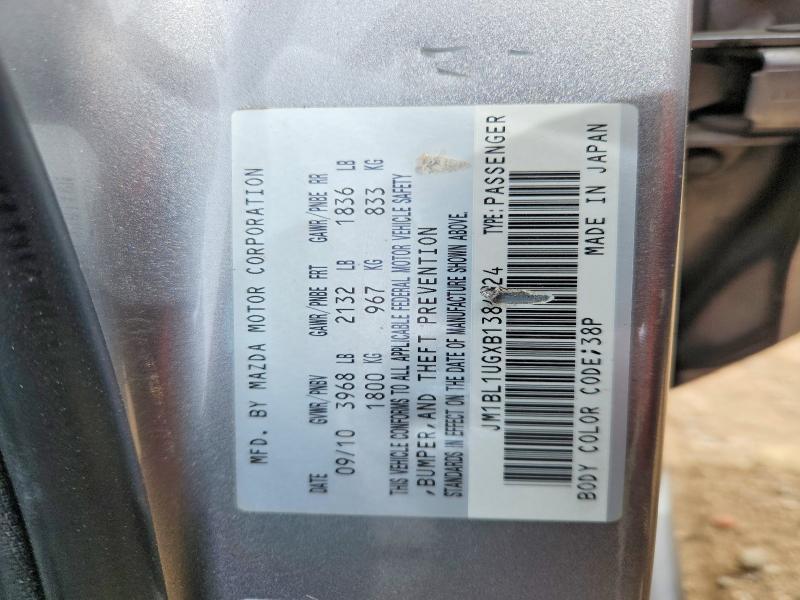 MFD. BY MAZDA MOTOR CORPORATION
DATE GVWR/PNBV GAWR/PNBE FRT GAWR/PNBE RR
09/10 3968 LB 2132 LB 1836 LB
1800 KG 967 KG 833 KG
THIS VEHICLE CONFORMS TO ALL APPLICABLE FEDERAL MOTOR VEHICLE SAFETY
,BUMPER,AND THEFT PREVENTION
STANDARDS IN EFFECT ON THE DATE OF MANUFACTURE SHOWN ABOVE.
TYPE:PASSENGER
BODY COLOR CODE;38P MADE IN JAPAN